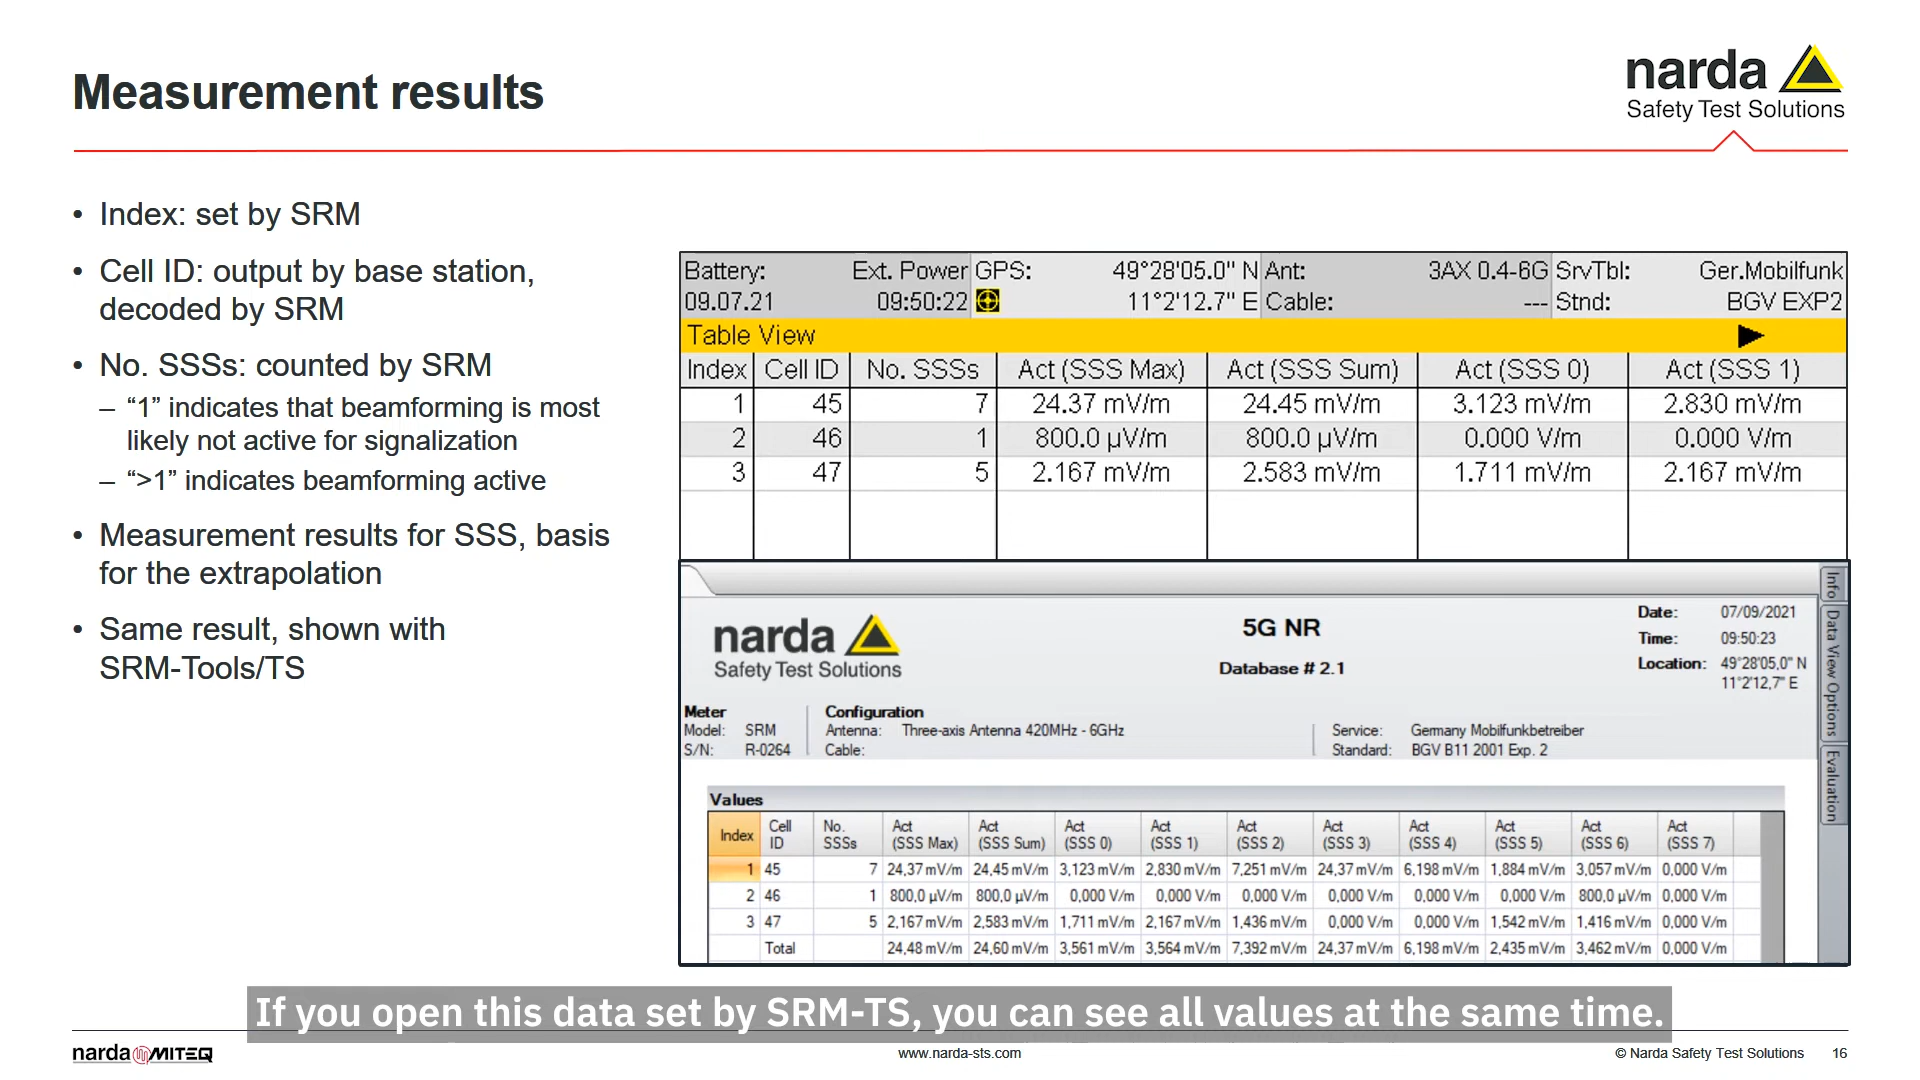 Measurement results
narda
Safety Test Solutions
• Index: set by SRM
• Cell ID: output by base station,
decoded by SRM
• No. SSSs: counted by SRM
– “1” indicates that beamforming is most
likely not active for signalization
– “>1” indicates beamforming active
• Measurement results for SSS, basis
for the extrapolation
• Same result, shown with
SRM-Tools/TS
Battery: Ext. Power GPS: 49°28'05.0" N Ant: 3AX 0.4-6G SrvTbl: Ger.Mobilfunk
09.07.21 09:50:22 11°2'12.7" E Cable: --- Stnd: BGV EXP2
Table View
Index Cell ID No. SSSs Act (SSS Max) Act (SSS Sum) Act (SSS 0) Act (SSS 1)
1 45 7 24.37 mV/m 24.45 mV/m 3.123 mV/m 2.830 mV/m
2 46 1 800.0 µV/m 800.0 µV/m 0.000 V/m 0.000 V/m
3 47 5 2.167 mV/m 2.583 mV/m 1.711 mV/m 2.167 mV/m
narda
Safety Test Solutions
5G NR
Database # 2.1
Date: 07/09/2021
Time: 09:50:23
Location: 49°28'05,0" N
11°2'12,7" E
Info
Data View Options
Evaluation
Meter
Model: SRM
S/N: R-0264
Configuration
Antenna: Three-axis Antenna 420MHz - 6GHz
Cable:
Service: Germany Mobilfunkbetreiber
Standard: BGV B11 2001 Exp. 2
Values
Index Cell ID No. SSSs Act (SSS Max) Act (SSS Sum) Act (SSS 0) Act (SSS 1) Act (SSS 2) Act (SSS 3) Act (SSS 4) Act (SSS 5) Act (SSS 6) Act (SSS 7)
1 45 7 24,37 mV/m 24,45 mV/m 3,123 mV/m 2,830 mV/m 7,251 mV/m 24,37 mV/m 6,198 mV/m 1,884 mV/m 3,057 mV/m 0,000 V/m
2 46 1 800,0 µV/m 800,0 µV/m 0,000 V/m 0,000 V/m 0,000 V/m 0,000 V/m 0,000 V/m 0,000 V/m 800,0 µV/m 0,000 V/m
3 47 5 2,167 mV/m 2,583 mV/m 1,711 mV/m 2,167 mV/m 1,436 mV/m 0,000 V/m 0,000 V/m 1,542 mV/m 1,416 mV/m 0,000 V/m
Total 24,48 mV/m 24,60 mV/m 3,561 mV/m 3,564 mV/m 7,392 mV/m 24,37 mV/m 6,198 mV/m 2,435 mV/m 3,462 mV/m 0,000 V/m
If you open this data set by SRM-TS, you can see all values at the same time.
narda MITEQ
www.narda-sts.com
© Narda Safety Test Solutions 16